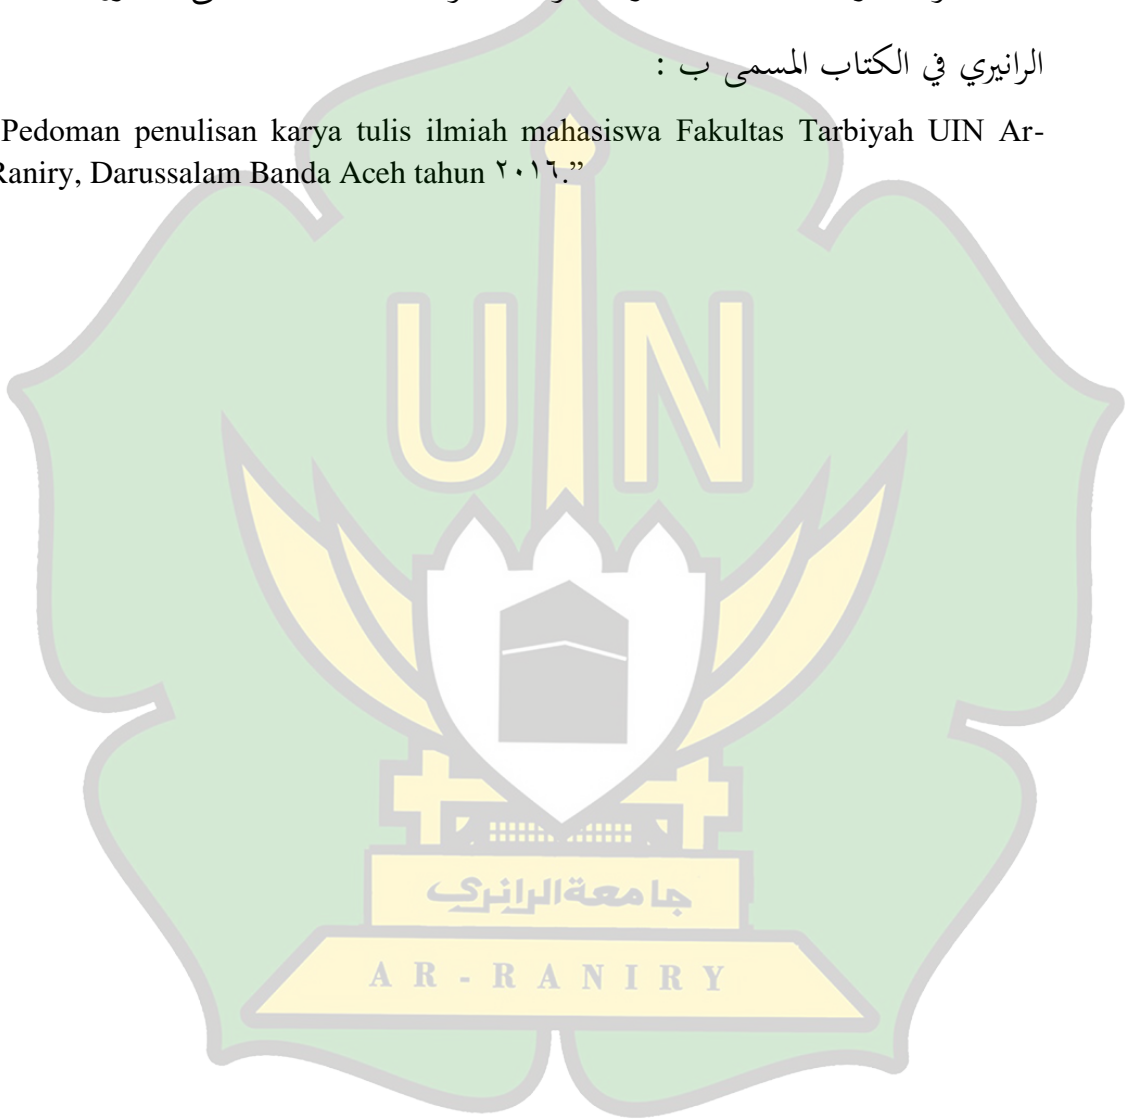 الرانيري في الكتاب المسمى ب :
Pedoman penulisan karya tulis ilmiah mahasiswa Fakultas Tarbiyah UIN Ar-
Raniry, Darussalam Banda Aceh tahun ٢٠١٦.”
UIN
جامعة الرانري
AR-RANIRY